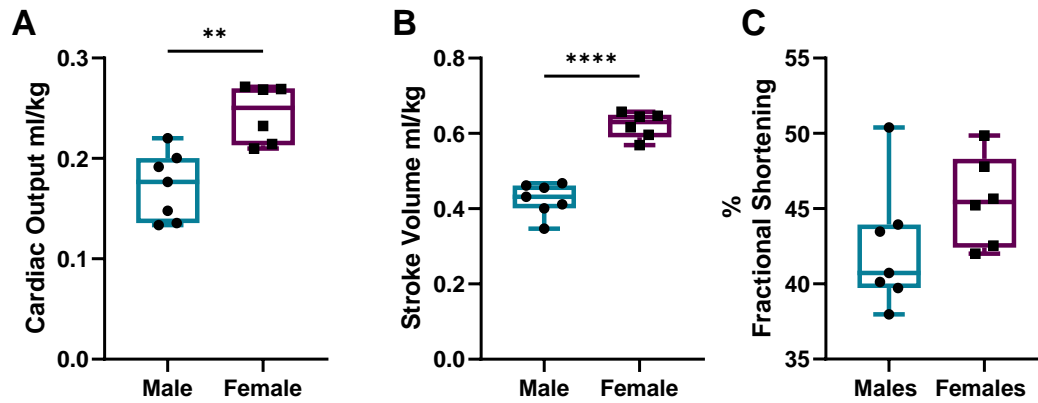 A
**
Cardiac Output ml/kg
0.3
0.2
0.1
0.0
Male Female
B
****
Stroke Volume ml/kg
0.8
0.6
0.4
0.2
0.0
Male Female
C
%
Fractional Shortening
55
50
45
40
35
Males Females